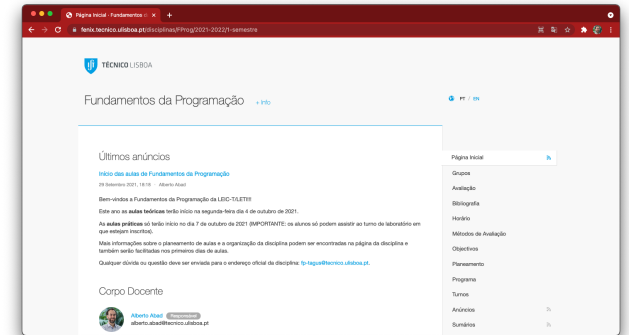 Página Inicial · Fundamentos da
fenix.tecnico.ulisboa.pt/disciplinas/FProg/2021-2022/1-semestre
TÉCNICO LISBOA
Fundamentos da Programação + Info
PT / EN
Últimos anúncios
Início das aulas de Fundamentos da Programação
29 Setembro 2021, 19:16 · Alberto Abad
Bem-vindos a Fundamentos da Programação da LEIC-T/LETI!!!
Este ano as aulas teóricas terão início na segunda-feira dia 4 de outubro de 2021.
As aulas práticas só terão início no dia 7 de outubro de 2021 (IMPORTANTE: os alunos só podem assistir ao turno de laboratório em
que estejam inscritos).
Mais informações sobre o planeamento de aulas e a organização da disciplina podem ser encontradas na página da disciplina e
também serão facilitadas nos primeiros dias de aulas.
Qualquer dúvida ou questão deve ser enviada para o endereço oficial da disciplina: fp-tagus@tecnico.ulisboa.pt.
Corpo Docente
Alberto Abad Responsável
alberto.abad@tecnico.ulisboa.pt
Página Inicial
Grupos
Avaliação
Bibliografia
Horário
Métodos de Avaliação
Objectivos
Planeamento
Programa
Turnos
Anúncios
Sumários